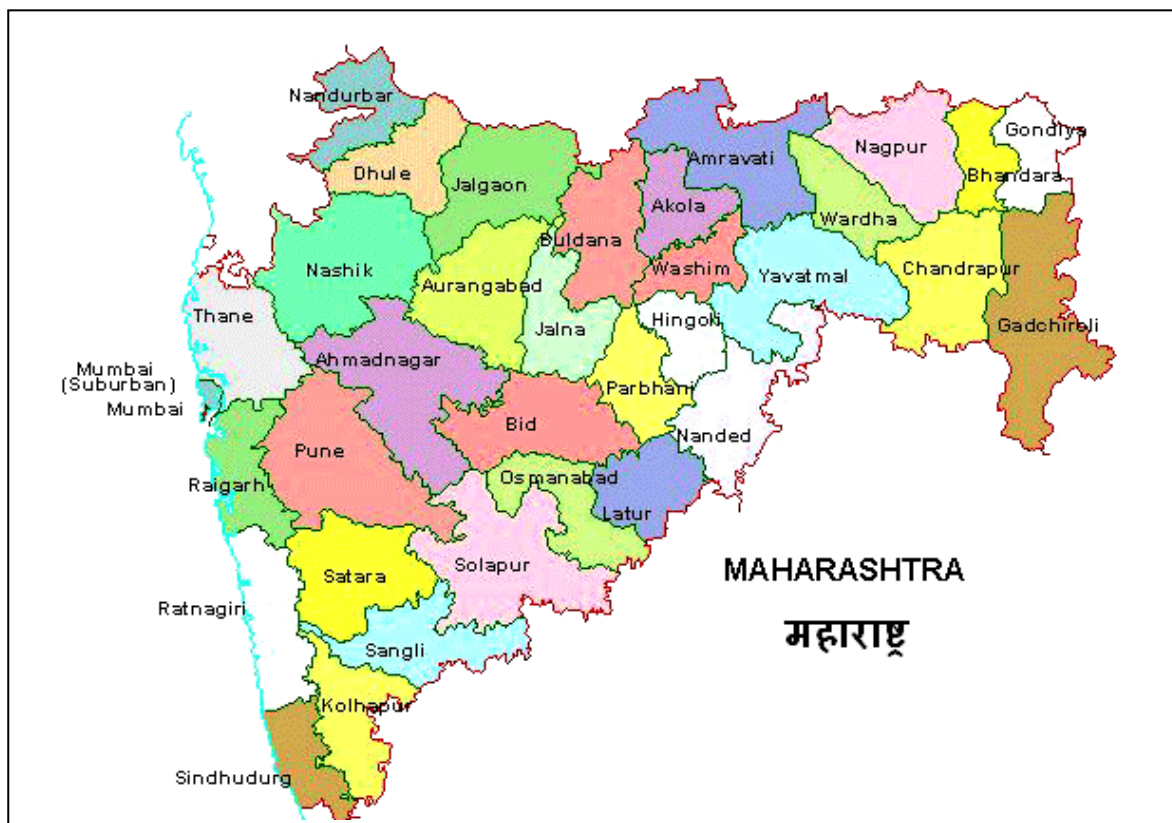 Nandurbar
Gondiya
Nagpur
Amravati
Dhule
Jalgaon
Bhandara
Akola
Wardha
Buldana
Nashik
Washim
Chandrapur
Aurangabad
Yavatmal
Thane
Jalna
Hingoli
Gadchiroli
Ahmadnagar
Mumbai
(Suburban)
Parbhani
Mumbai
Bid
Nanded
Pune
Raigarh
Osmanabad
Latur
Solapur
MAHARASHTRA
Satara
Ratnagiri
महाराष्ट्र
Sangli
Kolhapur
Sindhudurg